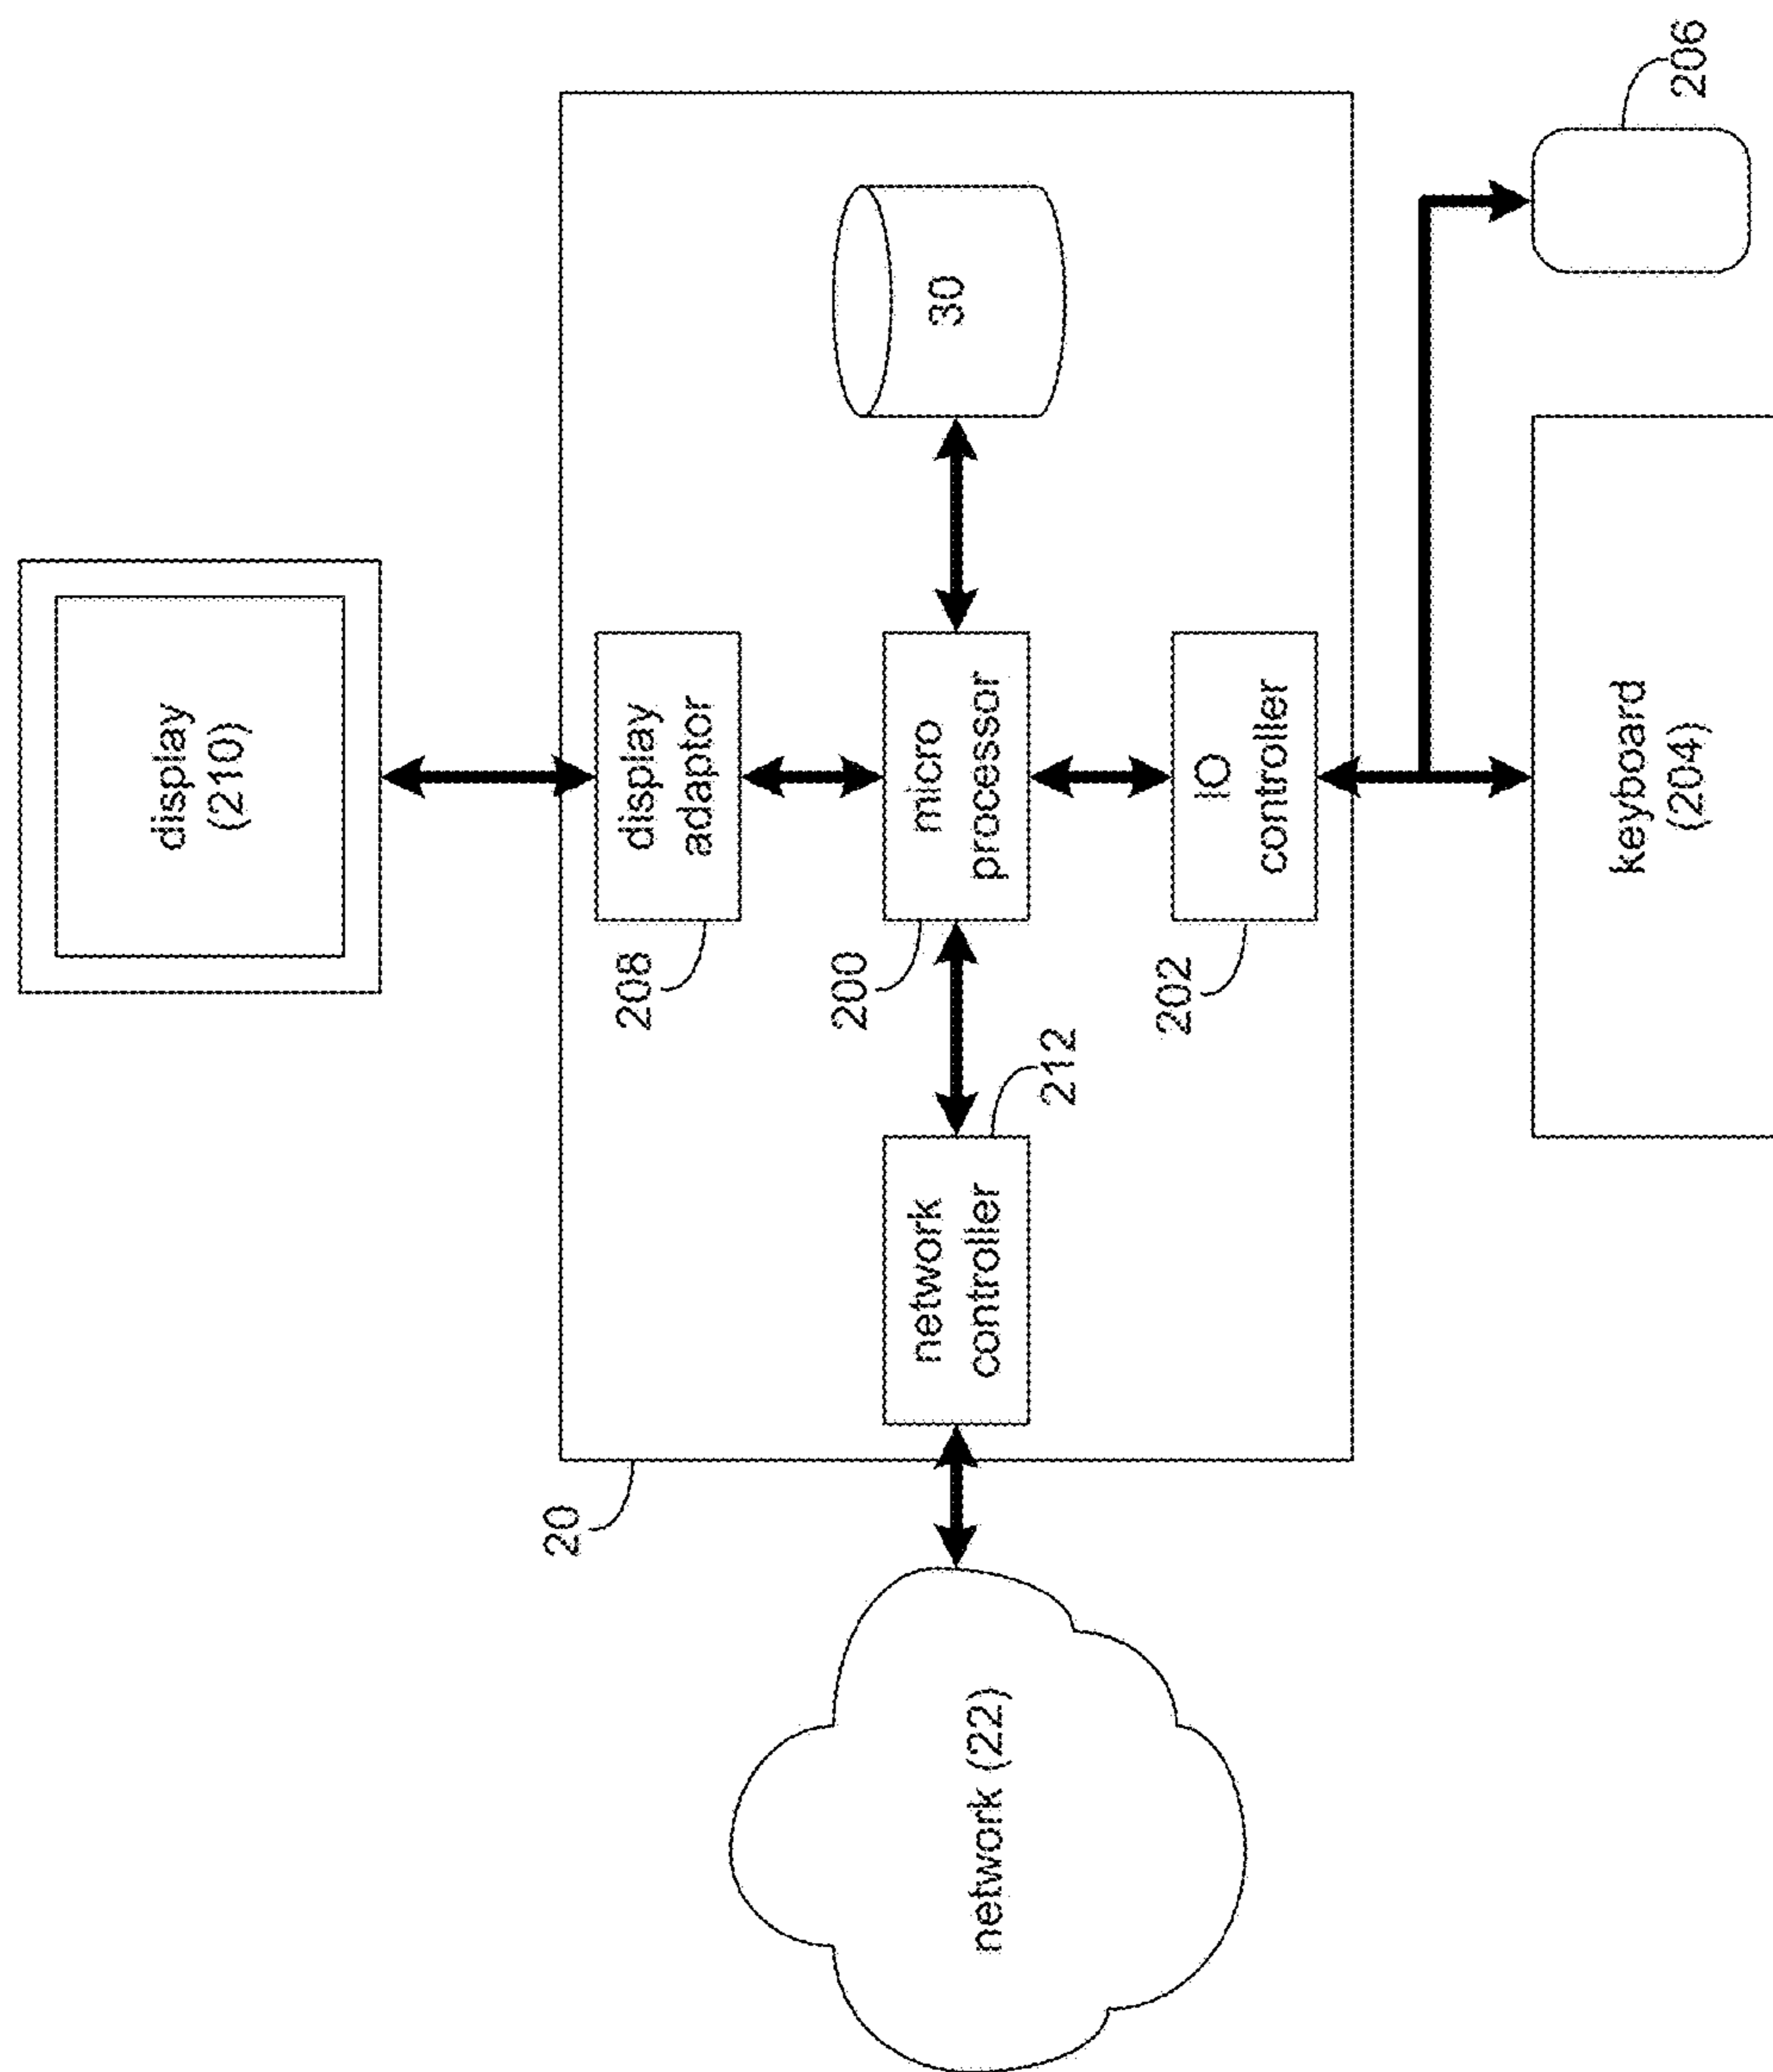 display
(210)
20
208
display
adaptor
200
micro
processor
30
network
controller
network (22)
212
202
IO
controller
keyboard
(204)
206